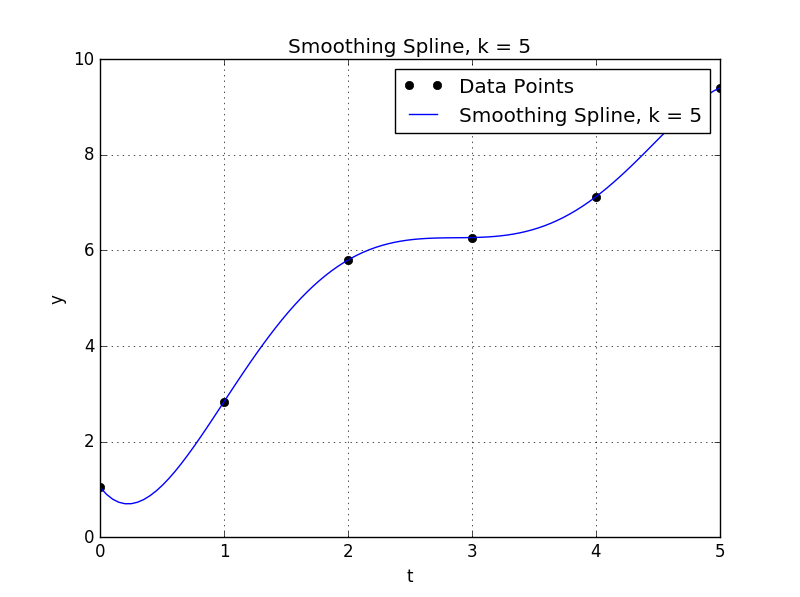 Smoothing Spline, k = 5
10
Data Points
Smoothing Spline, k = 5
8
6
y
4
2
0
0 1 2 3 4 5
t